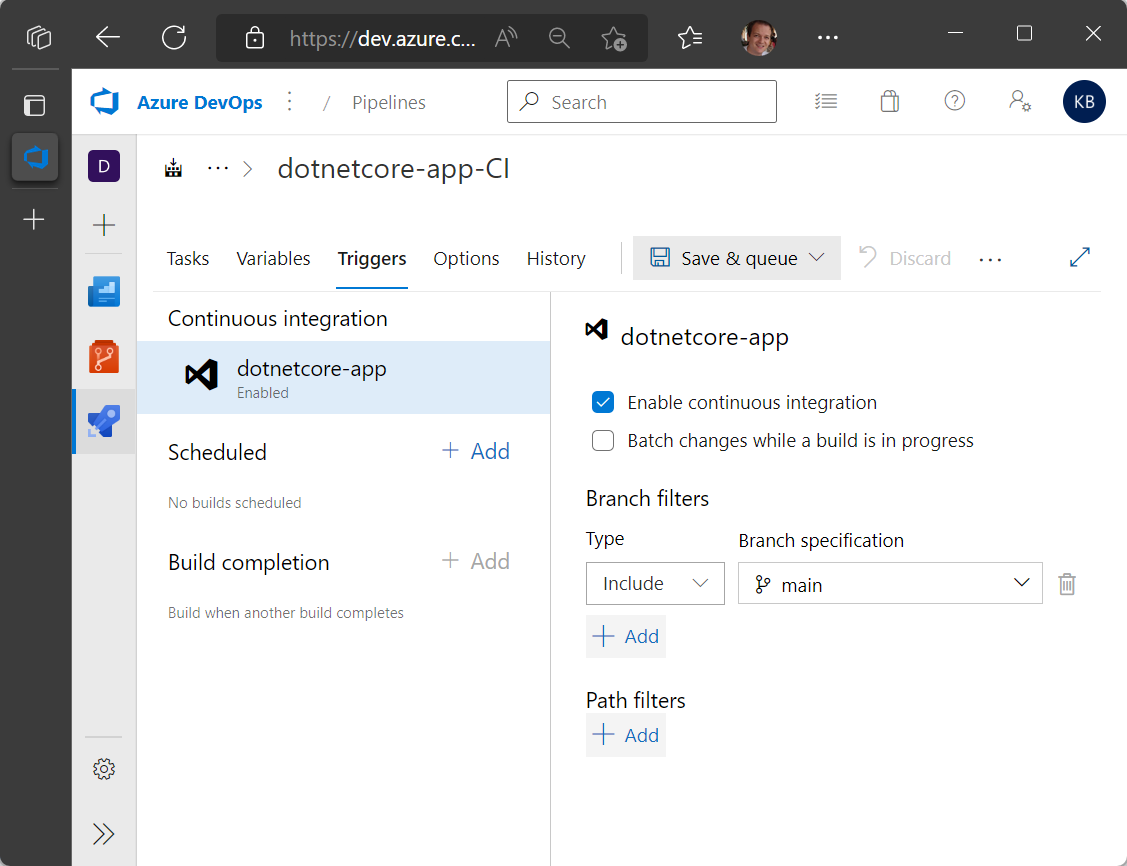 https://dev.azure.c...
Azure DevOps / Pipelines
Search
KB
D
dotnetcore-app-CI
Tasks Variables Triggers Options History
Save & queue
Discard
Continuous integration
dotnetcore-app
Enabled
Scheduled
+ Add
No builds scheduled
Build completion
+ Add
Build when another build completes
dotnetcore-app
Enable continuous integration
Batch changes while a build is in progress
Branch filters
Type
Branch specification
Include
main
+ Add
Path filters
+ Add